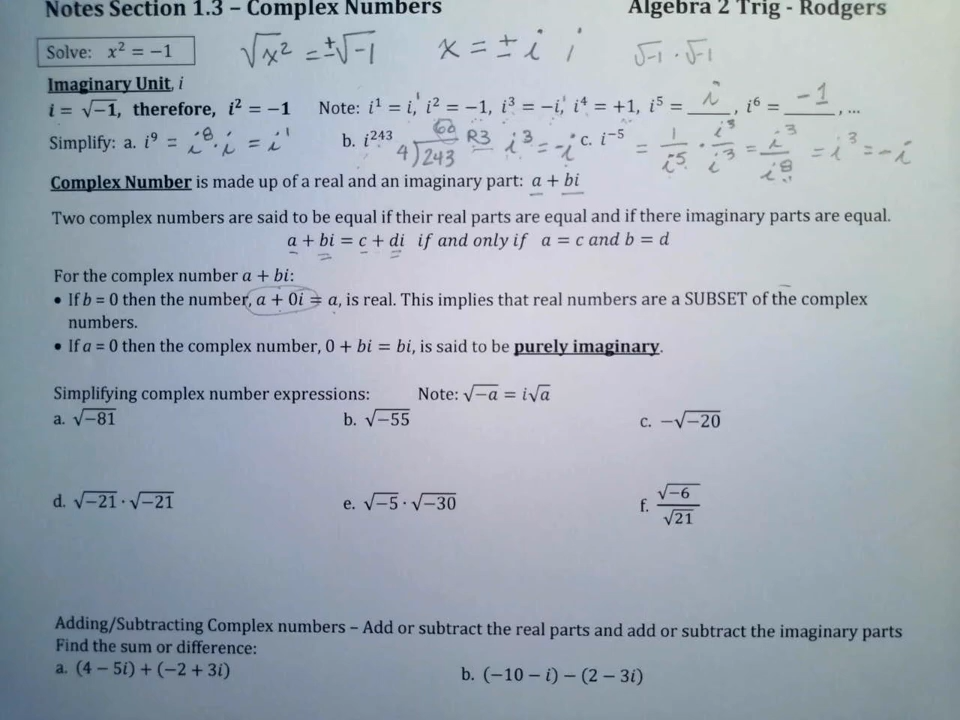 Notes Section 1.3 – Complex Numbers Algebra 2 Trig - Rodgers
Solve: x² = −1 √x² = ±√-1 x = ± i i √-1 · √-1
Imaginary Unit, i
i = √−1, therefore, i² = −1 Note: i¹ = i, i² = −1, i³ = −i, i⁴ = +1, i⁵ = i, i⁶ = -1, ...
Simplify: a. i⁹ = i⁸·i = i¹ b. i²⁴³ 4)243 60 R3 i³ = -i c. i⁻⁵ = 1/i⁵ · i³/i³ = i³/i⁸ = i³ = -i
Complex Number is made up of a real and an imaginary part: a + bi
Two complex numbers are said to be equal if their real parts are equal and if there imaginary parts are equal.
a + bi = c + di if and only if a = c and b = d
For the complex number a + bi:
• If b = 0 then the number, a + 0i = a, is real. This implies that real numbers are a SUBSET of the complex
numbers.
• If a = 0 then the complex number, 0 + bi = bi, is said to be purely imaginary.
Simplifying complex number expressions: Note: √−a = i√a
a. √−81 b. √−55 c. −√−20
d. √−21 · √−21 e. √−5 · √−30 f. √−6/√21
Adding/Subtracting Complex numbers – Add or subtract the real parts and add or subtract the imaginary parts
Find the sum or difference:
a. (4 − 5i) + (−2 + 3i) b. (−10 − i) − (2 − 3i)